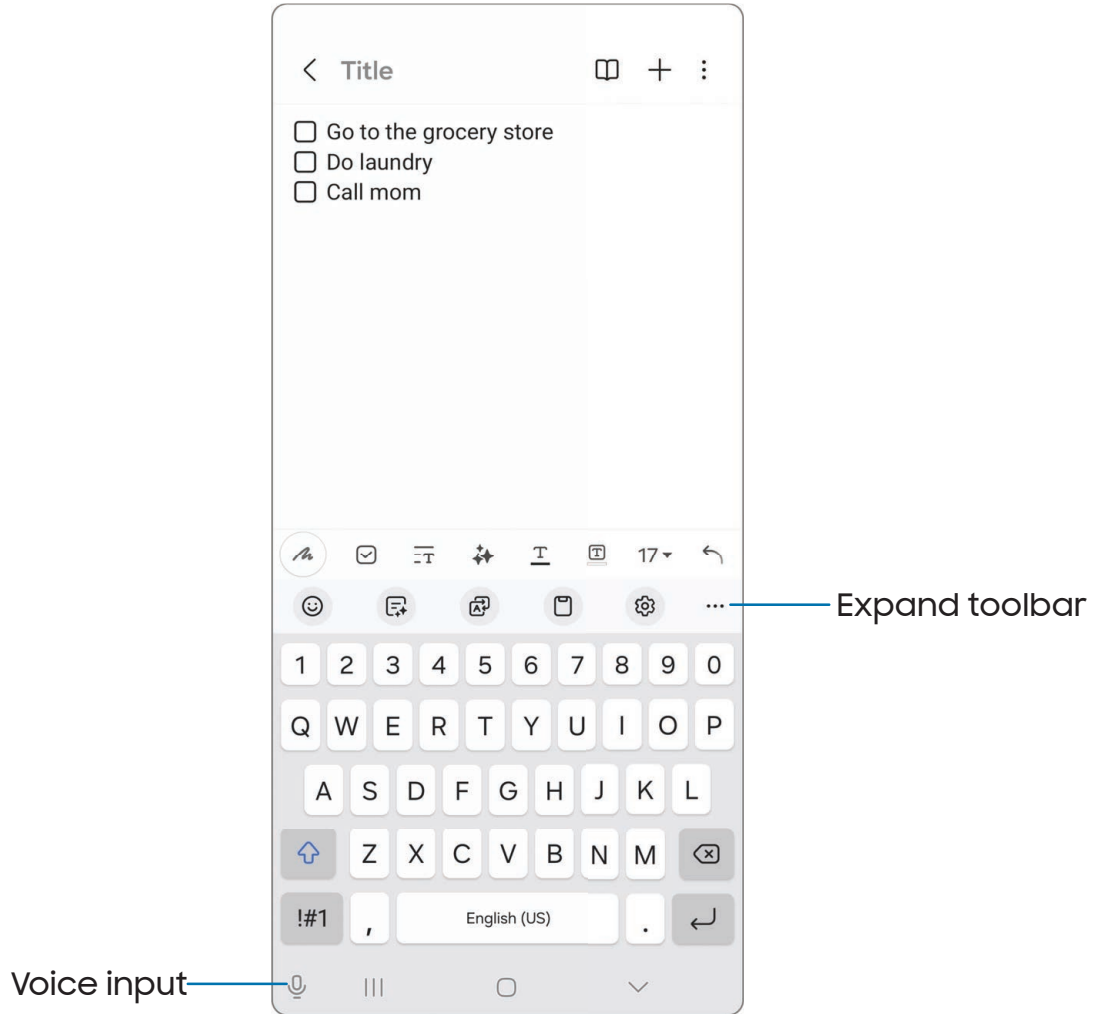 Title
Go to the grocery store
Do laundry
Call mom
17
Expand toolbar
1 2 3 4 5 6 7 8 9 0
Q W E R T Y U I O P
A S D F G H J K L
Z X C V B N M
!#1 , English (US) .
Voice input